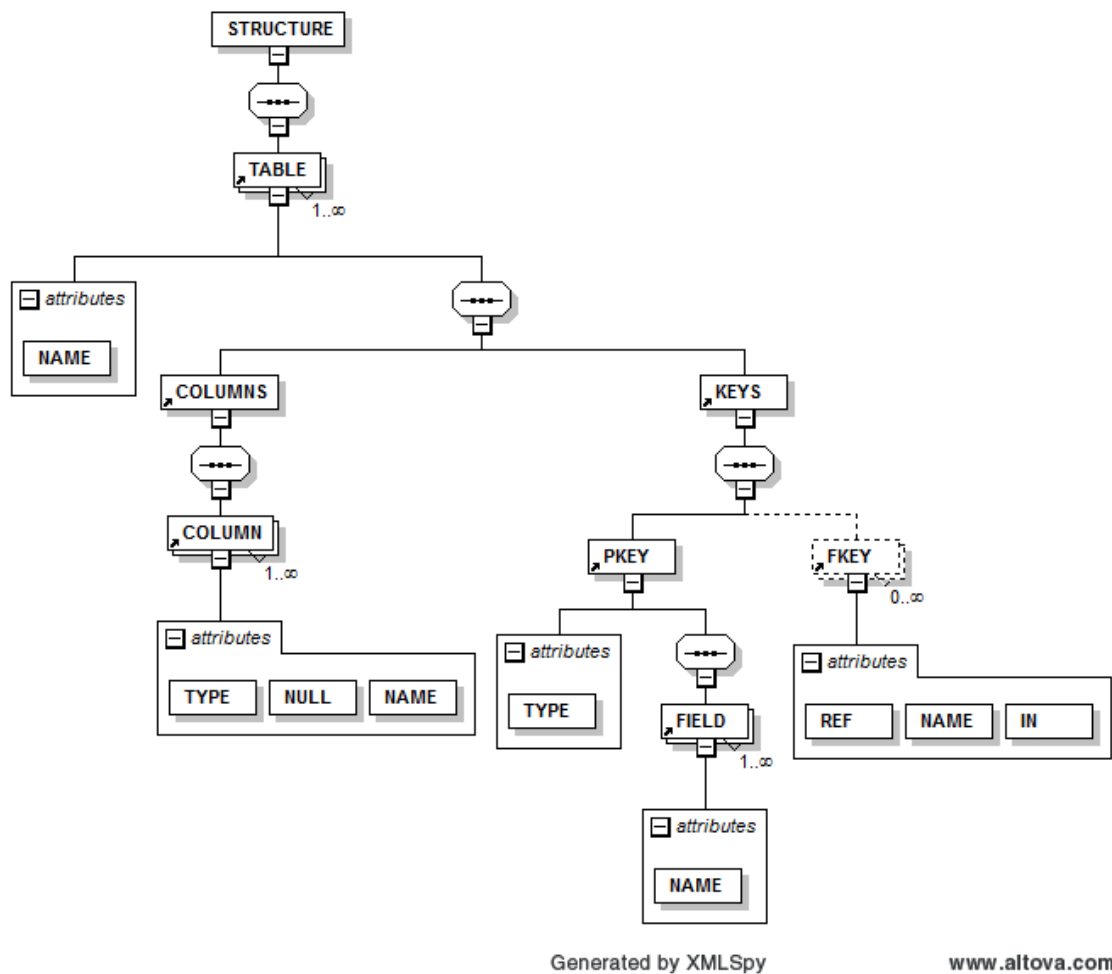 STRUCTURE
TABLE
1..∞
attributes
NAME
COLUMNS
KEYS
COLUMN
1..∞
PKEY
FKEY
0..∞
attributes
TYPE NULL NAME
attributes
TYPE
FIELD
1..∞
attributes
REF NAME IN
attributes
NAME
Generated by XMLSpy
www.altova.com